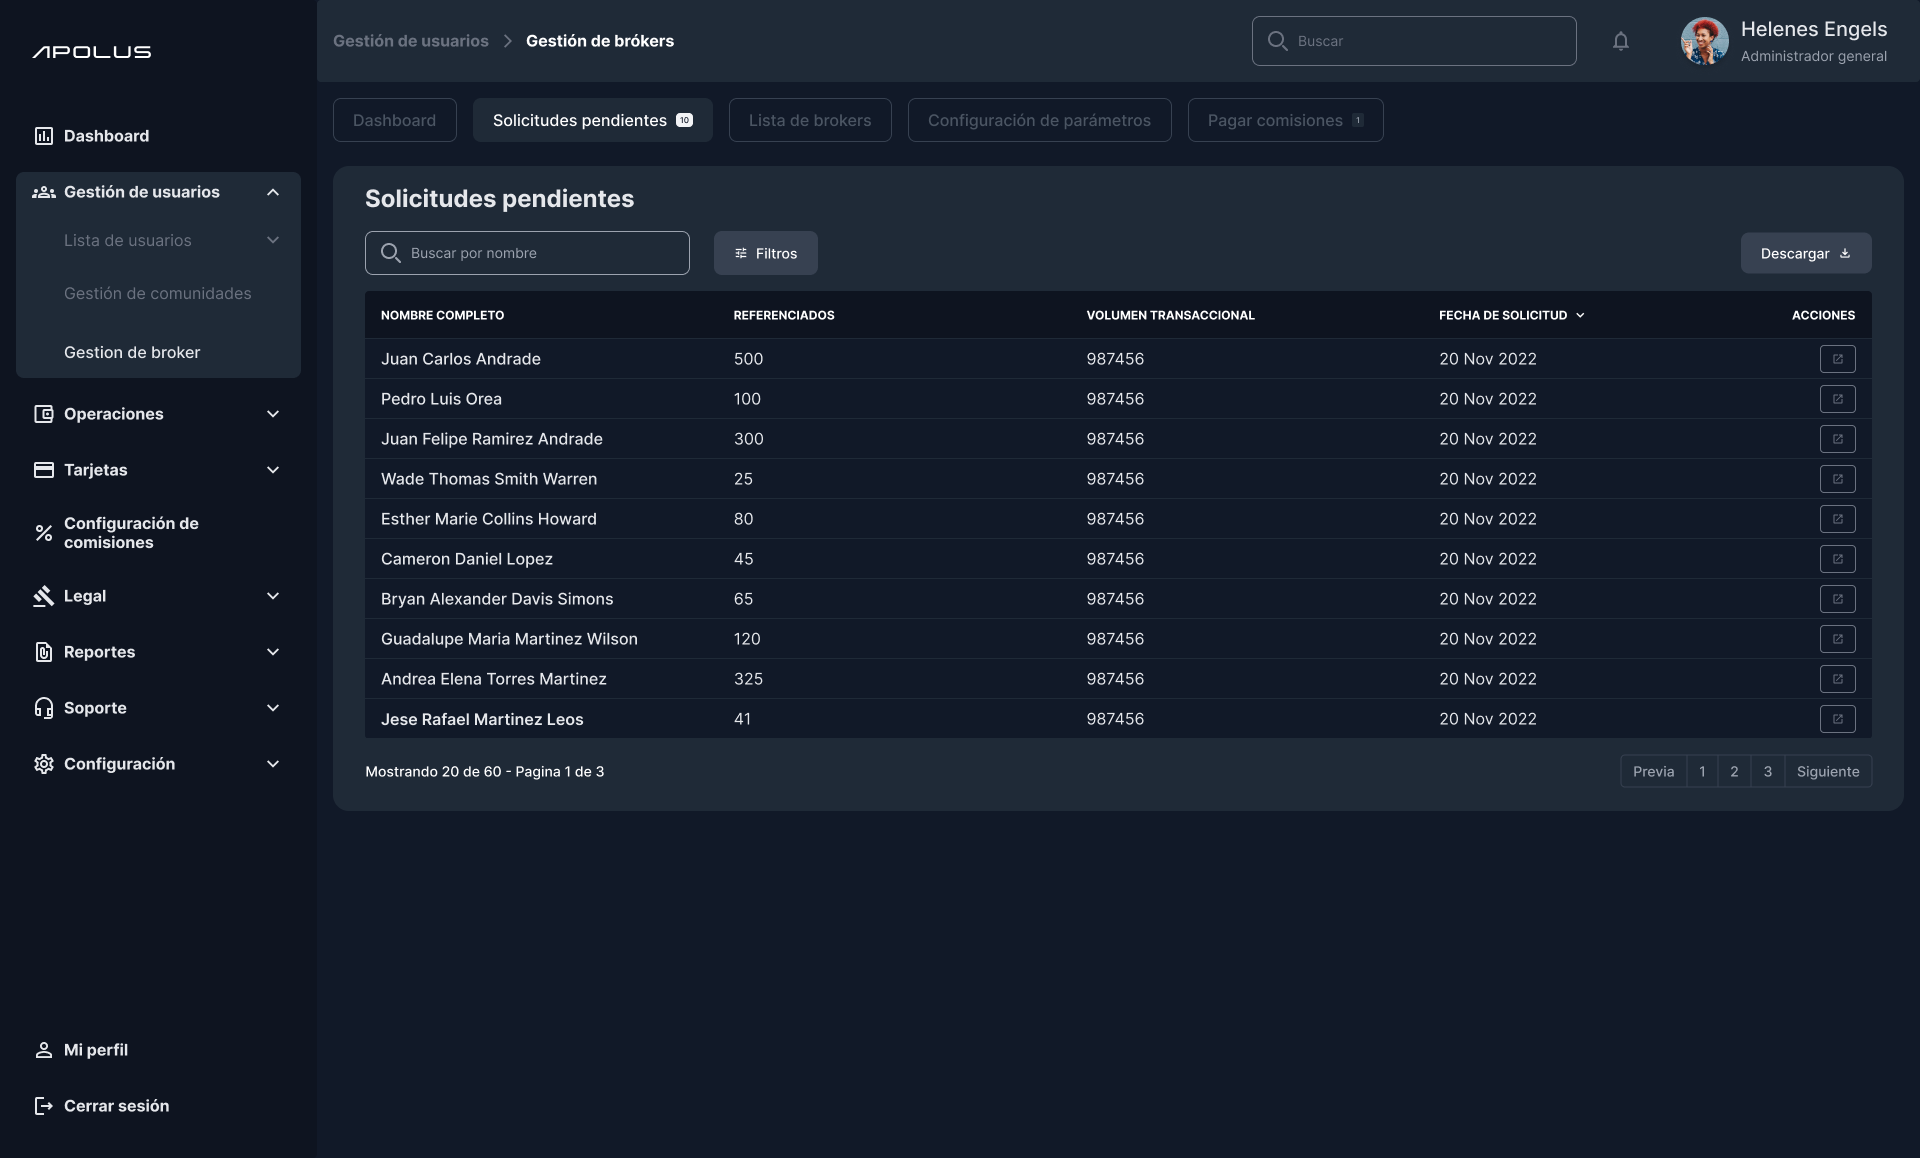 APOLUS
Dashboard
Gestión de usuarios
Lista de usuarios
Gestión de comunidades
Gestion de broker
Operaciones
Tarjetas
Configuración de
comisiones
Legal
Reportes
Soporte
Configuración
Mi perfil
Cerrar sesión
Gestión de usuarios > Gestión de brókers
Buscar
Helenes Engels
Administrador general
Dashboard
Solicitudes pendientes 10
Lista de brokers
Configuración de parámetros
Pagar comisiones 1
Solicitudes pendientes
Buscar por nombre
Filtros
Descargar
NOMBRE COMPLETO REFERENCIADOS VOLUMEN TRANSACCIONAL FECHA DE SOLICITUD ACCIONES
Juan Carlos Andrade 500 987456 20 Nov 2022
Pedro Luis Orea 100 987456 20 Nov 2022
Juan Felipe Ramirez Andrade 300 987456 20 Nov 2022
Wade Thomas Smith Warren 25 987456 20 Nov 2022
Esther Marie Collins Howard 80 987456 20 Nov 2022
Cameron Daniel Lopez 45 987456 20 Nov 2022
Bryan Alexander Davis Simons 65 987456 20 Nov 2022
Guadalupe Maria Martinez Wilson 120 987456 20 Nov 2022
Andrea Elena Torres Martinez 325 987456 20 Nov 2022
Jese Rafael Martinez Leos 41 987456 20 Nov 2022
Mostrando 20 de 60 - Pagina 1 de 3
Previa 1 2 3 Siguiente